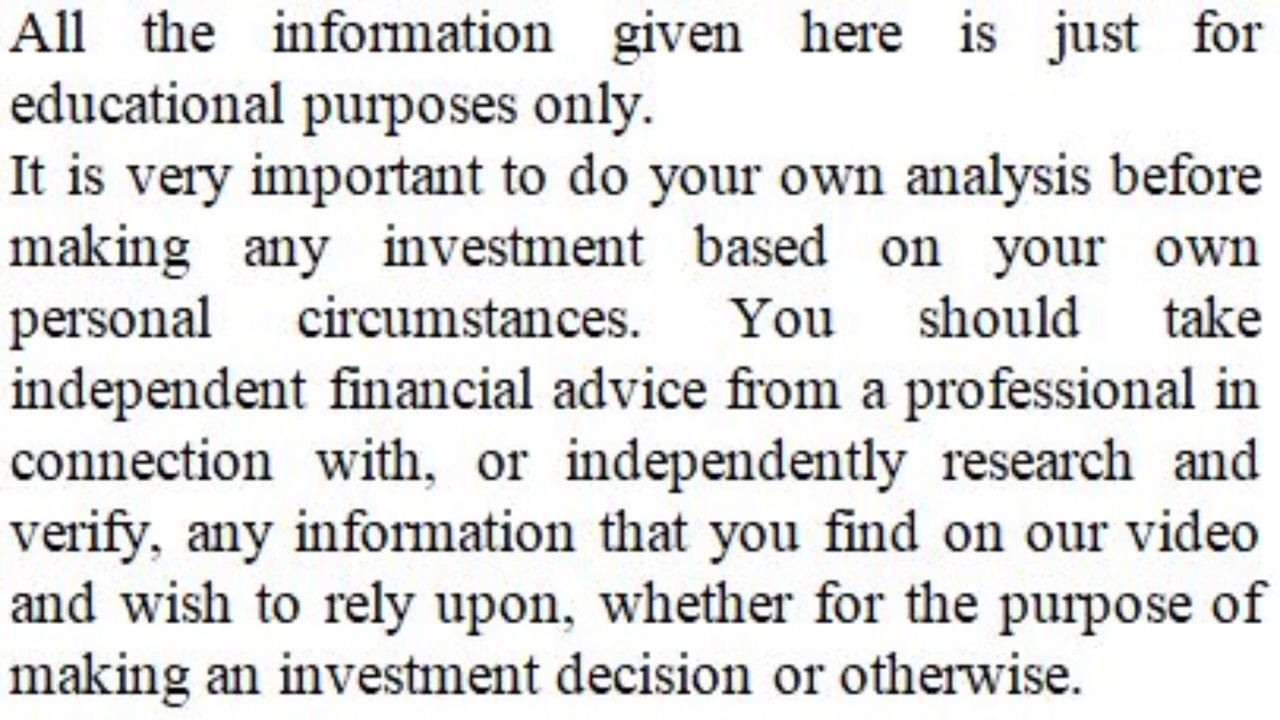 All the information given here is just for
educational purposes only.
It is very important to do your own analysis before
making any investment based on your own
personal circumstances. You should take
independent financial advice from a professional in
connection with, or independently research and
verify, any information that you find on our video
and wish to rely upon, whether for the purpose of
making an investment decision or otherwise.